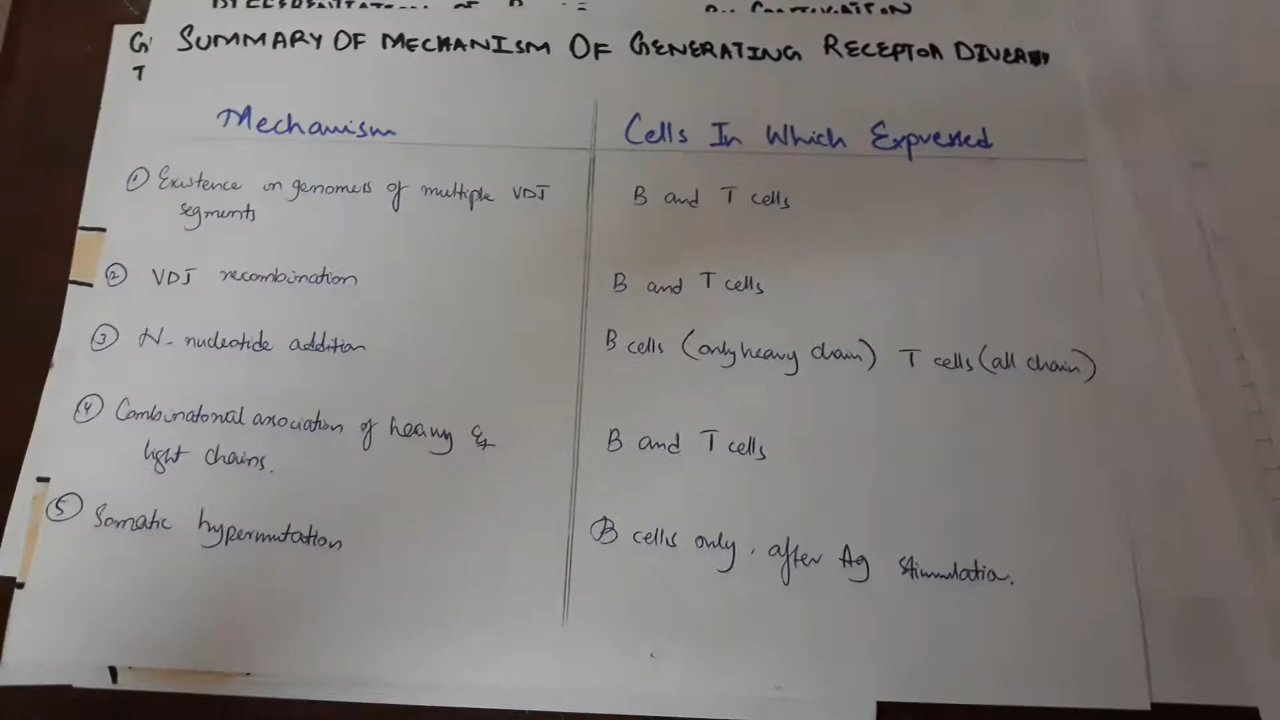 G. SUMMARY OF MECHANISM OF GENERATING RECEPTOR
T
Mechanism
Cells In Which Expressed
① Existence in genomers of multiple VDJ
segments
B and T cells
② VDJ recombination
B and T cells
③ N-nucleotide addition
B cells (only heavy chain) T cells (all chain)
④ Combinatorial association of heavy &
light chains.
B and T cells
⑤ Somatic hypermutation
B cells only, after Ag stimulation.